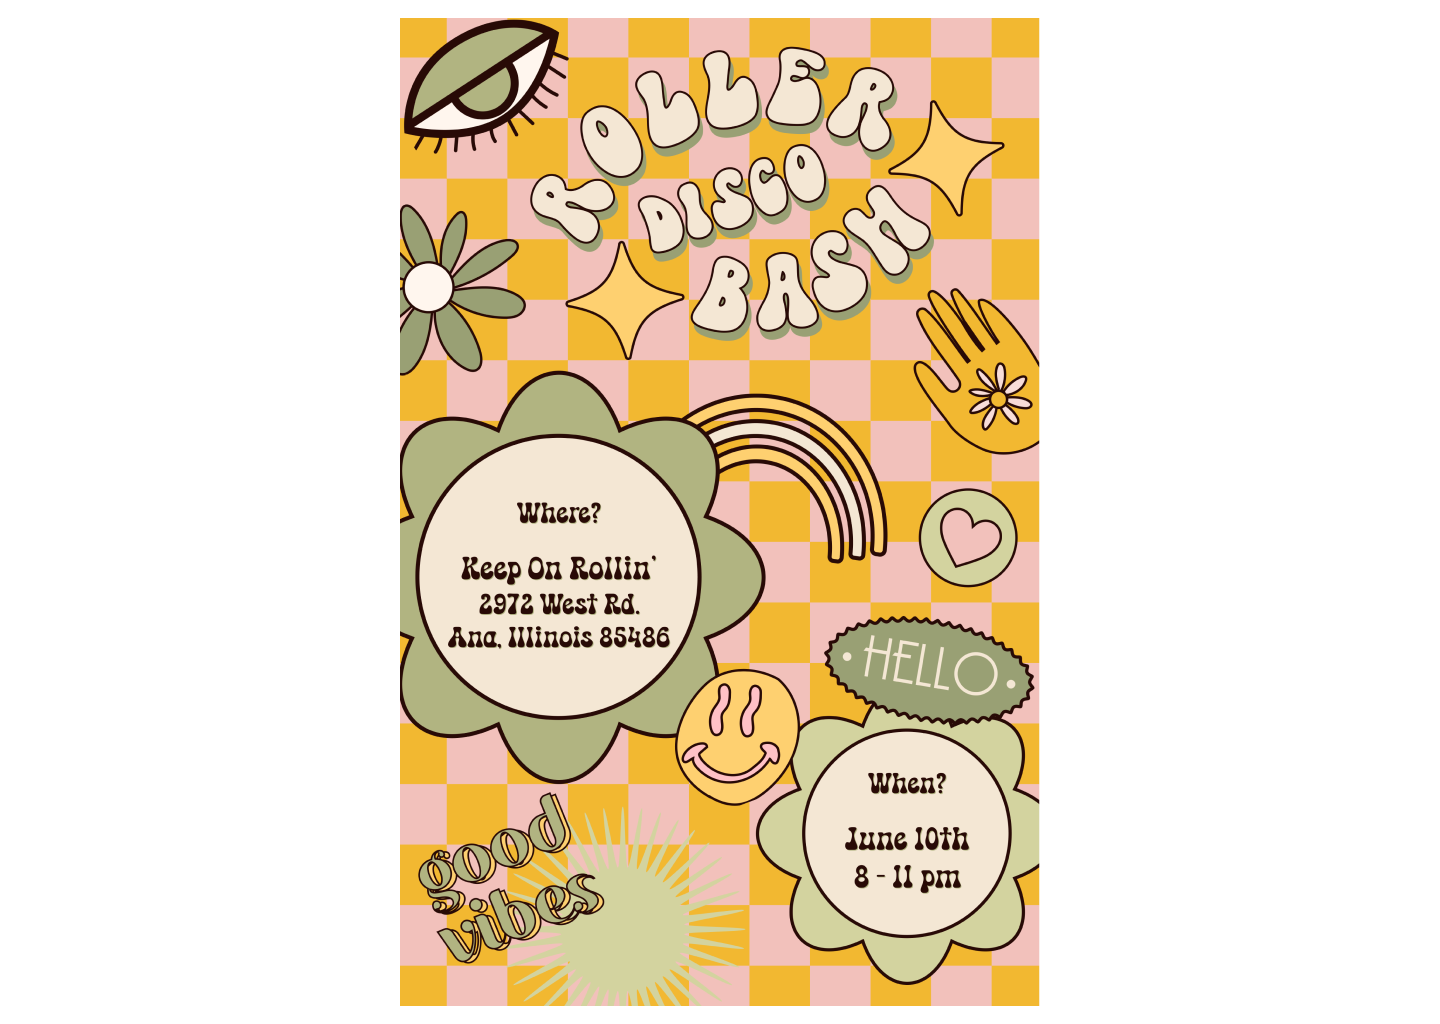 ROLLER
DISCO
BASH
Where?
Keep On Rollin'
2972 West Rd.
Ana, Illinois 85486
HELLO
When?
June 10th
8 - 11 pm
good
vibes